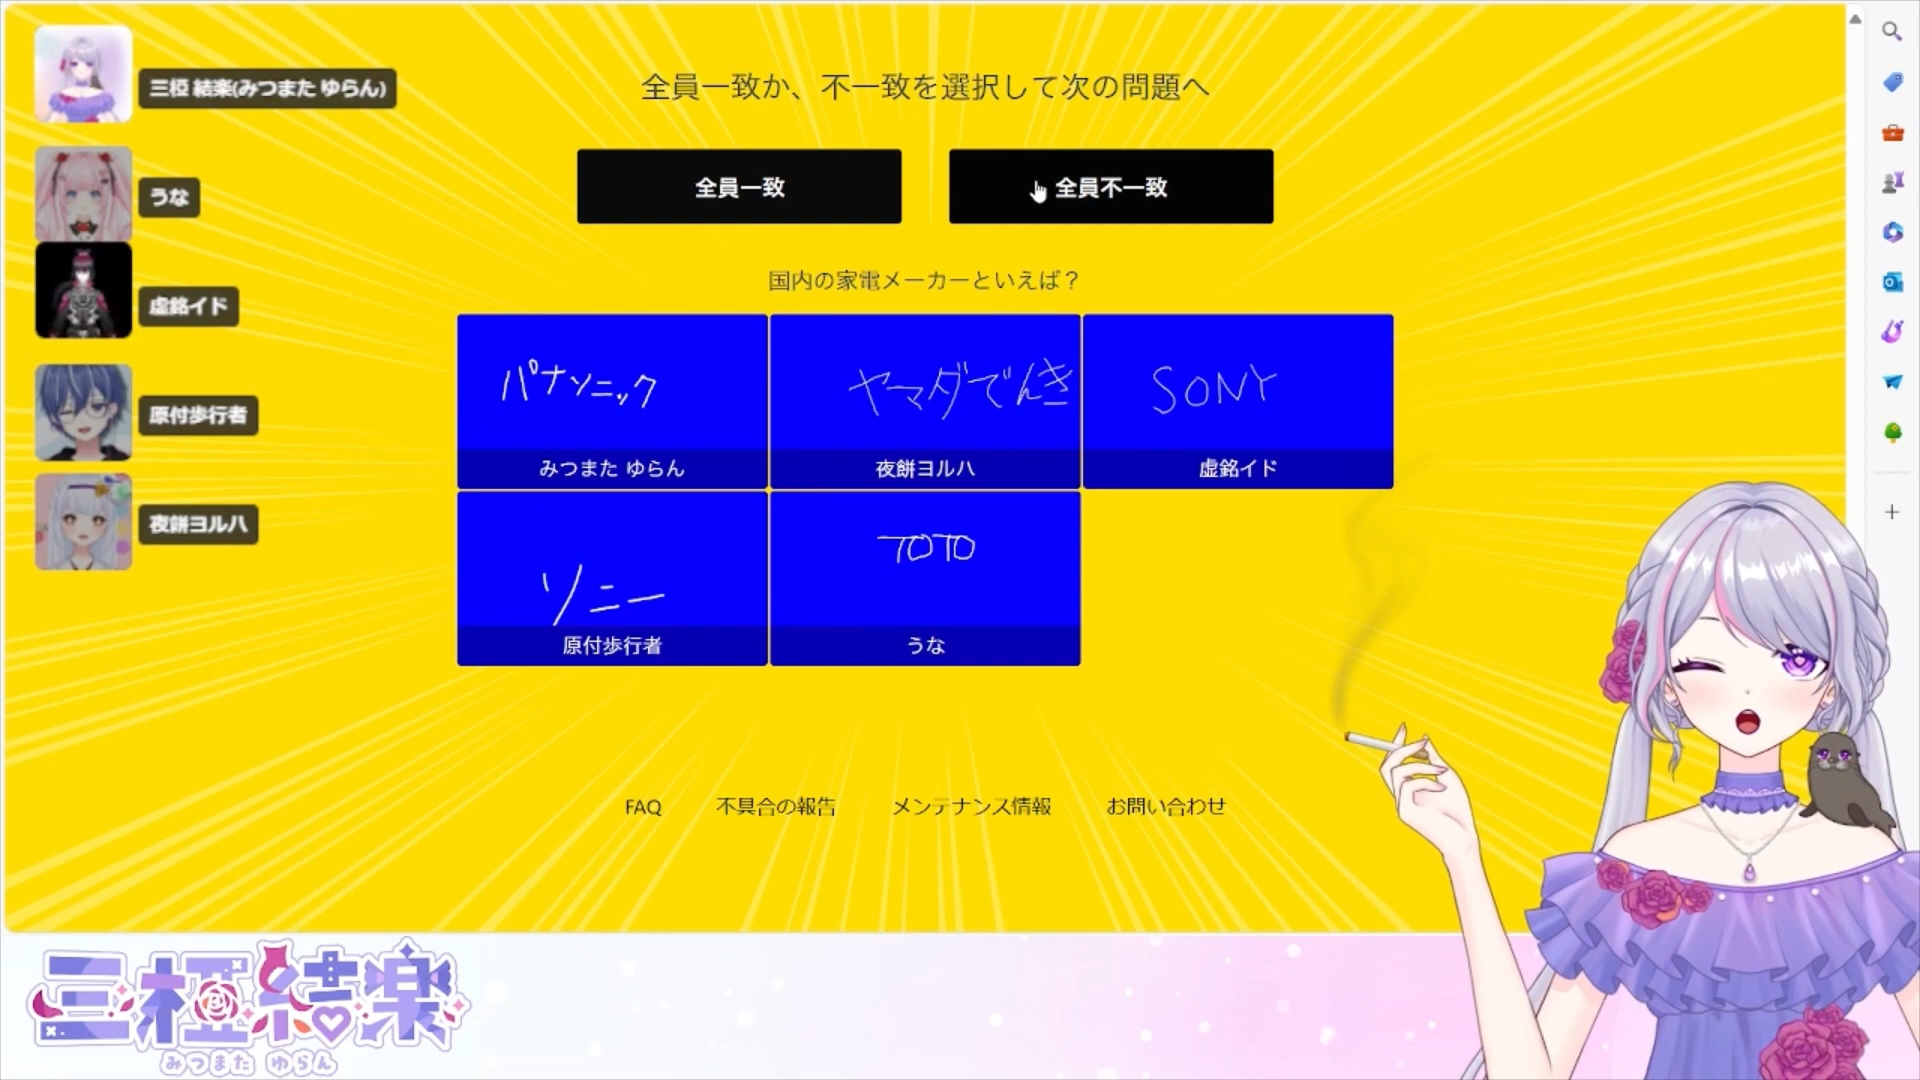 三椏 結楽(みつまた ゆらん)
うな
虚銘イド
原付歩行者
夜餅ヨルハ
全員一致か、不一致を選択して次の問題へ
全員一致
全員不一致
国内の家電メーカーといえば？
パナソニック
みつまた ゆらん
ヤマダでんき
夜餅ヨルハ
SONY
虚銘イド
ソニー
原付歩行者
TOTO
うな
FAQ
不具合の報告
メンテナンス情報
お問い合わせ
三椏結楽
みつまた ゆらん